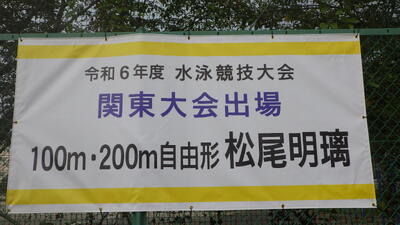 令和6年度 水泳競技大会
関東大会出場
100m・200m自由形 松尾明璃